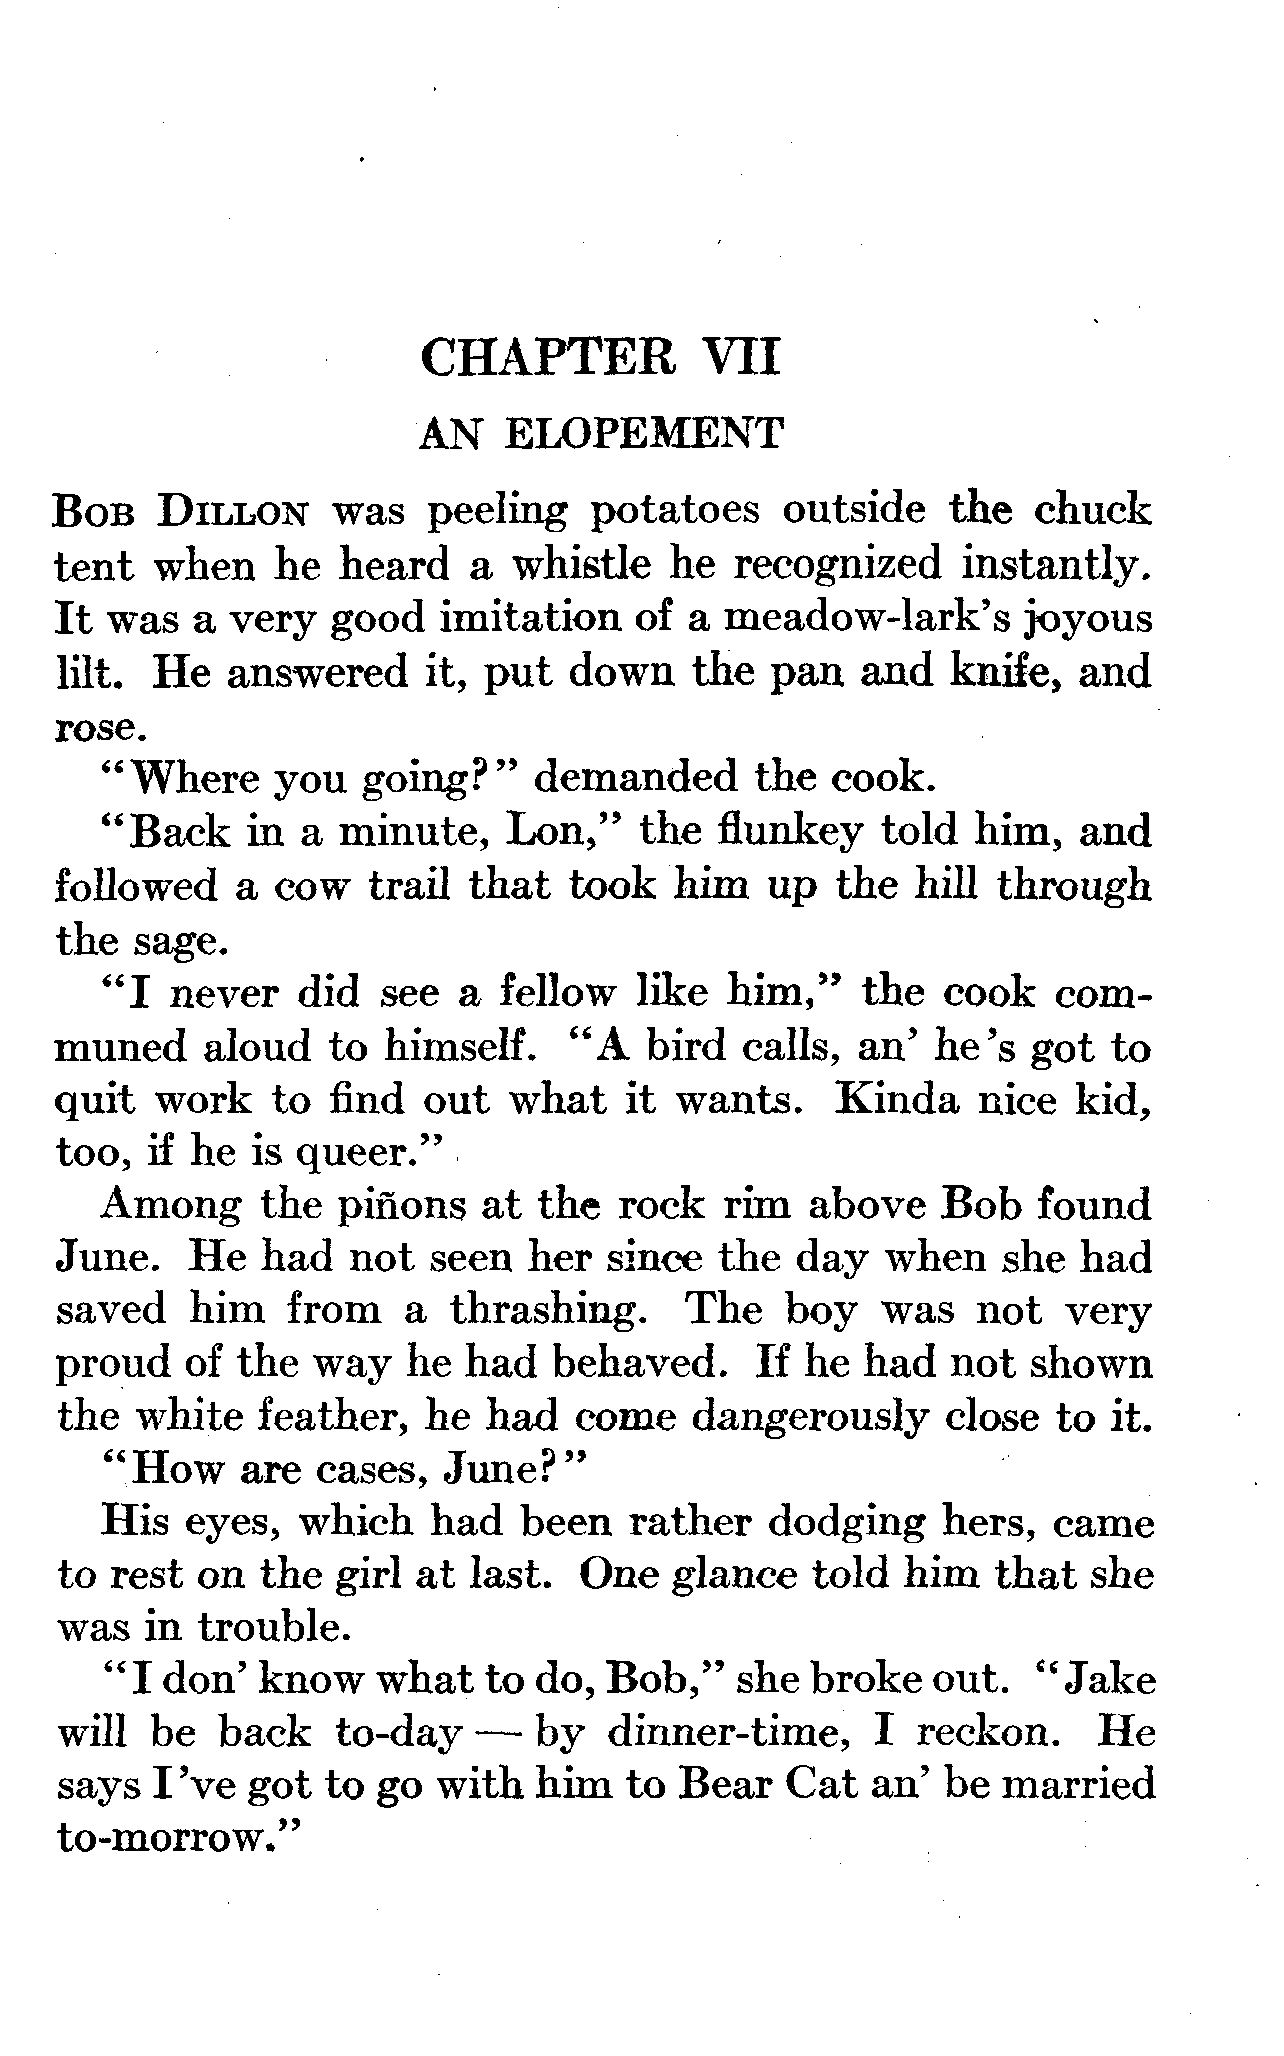 CHAPTER VII
AN ELOPEMENT
BOB DILLON was peeling potatoes outside the chuck
tent when he heard a whistle he recognized instantly.
It was a very good imitation of a meadow-lark's joyous
lilt. He answered it, put down the pan and knife, and
rose.
"Where you going?" demanded the cook.
"Back in a minute, Lon," the flunkey told him, and
followed a cow trail that took him up the hill through
the sage.
"I never did see a fellow like him," the cook com-
muned aloud to himself. "A bird calls, an' he's got to
quit work to find out what it wants. Kinda nice kid,
too, if he is queer."
Among the piñons at the rock rim above Bob found
June. He had not seen her since the day when she had
saved him from a thrashing. The boy was not very
proud of the way he had behaved. If he had not shown
the white feather, he had come dangerously close to it.
"How are cases, June?"
His eyes, which had been rather dodging hers, came
to rest on the girl at last. One glance told him that she
was in trouble.
"I don' know what to do, Bob," she broke out. "Jake
will be back to-day — by dinner-time, I reckon. He
says I've got to go with him to Bear Cat an' be married
to-morrow."